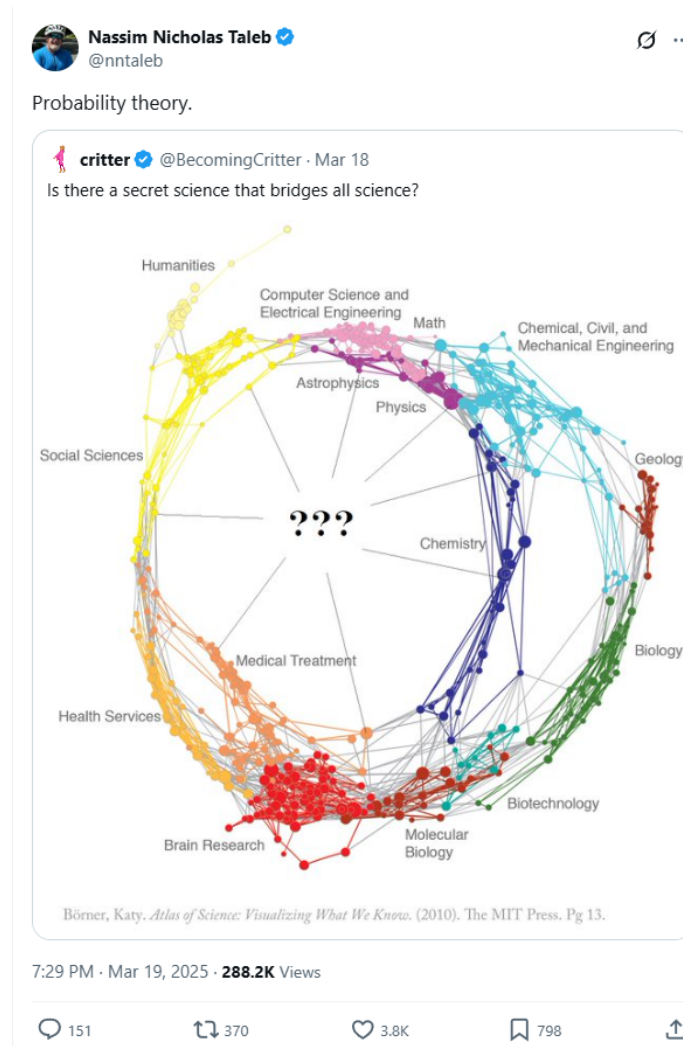 Nassim Nicholas Taleb
@nntaleb
Probability theory.
critter @BecomingCritter · Mar 18
Is there a secret science that bridges all science?
Humanities
Computer Science and
Electrical Engineering
Math
Chemical, Civil, and
Mechanical Engineering
Astrophysics
Physics
Social Sciences
Geology
???
Chemistry
Medical Treatment
Biology
Health Services
Biotechnology
Brain Research
Molecular
Biology
Börner, Katy. Atlas of Science: Visualizing What We Know. (2010). The MIT Press. Pg 13.
7:29 PM · Mar 19, 2025 · 288.2K Views
151 370 3.8K 798